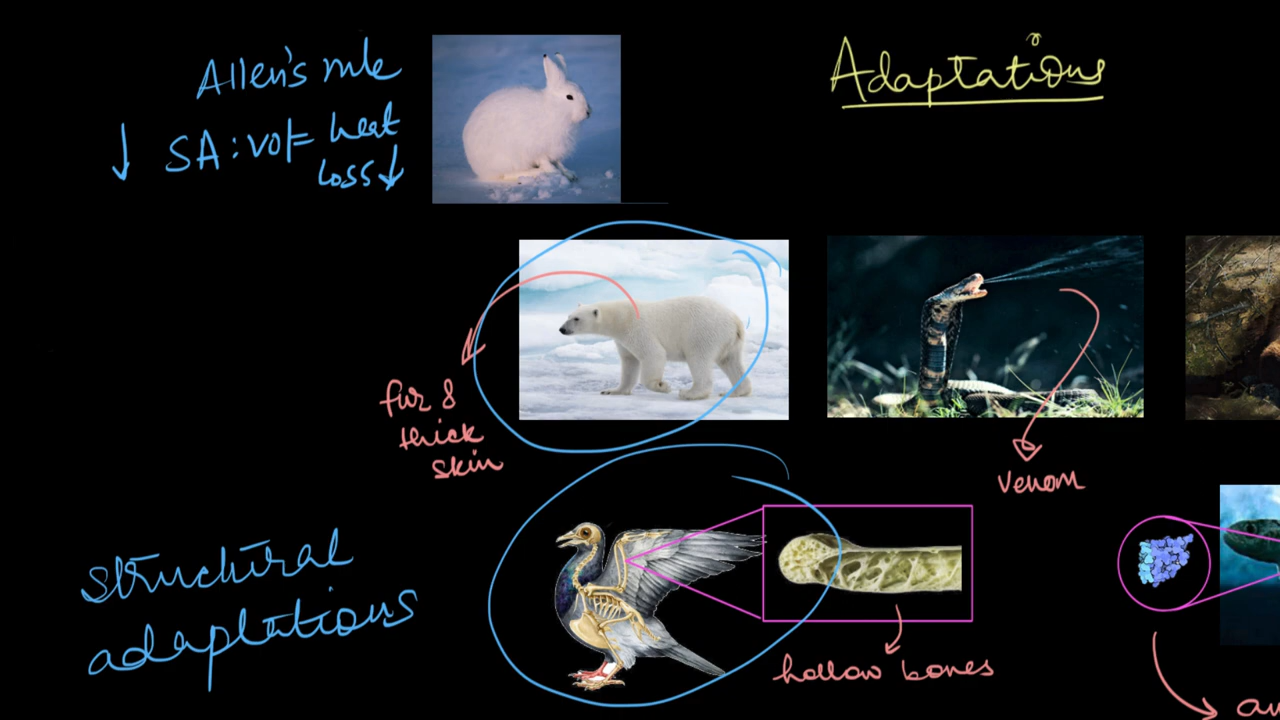 Allen's rule
↓ SA:vol= heat
loss↓
Adaptations
fur &
thick
skin
venom
Structural
adaptations
hollow bones